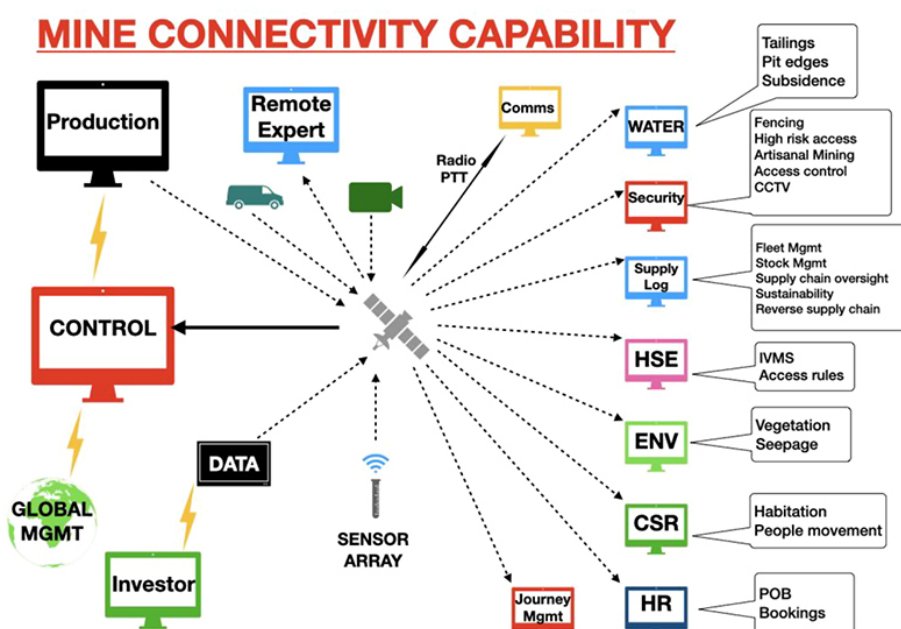 MINE CONNECTIVITY CAPABILITY
Production
Remote
Expert
Comms
Radio
PTT
WATER
Tailings
Pit edges
Subsidence
Security
Fencing
High risk access
Artisanal Mining
Access control
CCTV
Supply
Log
Fleet Mgmt
Stock Mgmt
Supply chain oversight
Sustainability
Reverse supply chain
CONTROL
HSE
IVMS
Access rules
ENV
Vegetation
Seepage
DATA
GLOBAL
MGMT
SENSOR
ARRAY
CSR
Habitation
People movement
Investor
Journey
Mgmt
HR
POB
Bookings